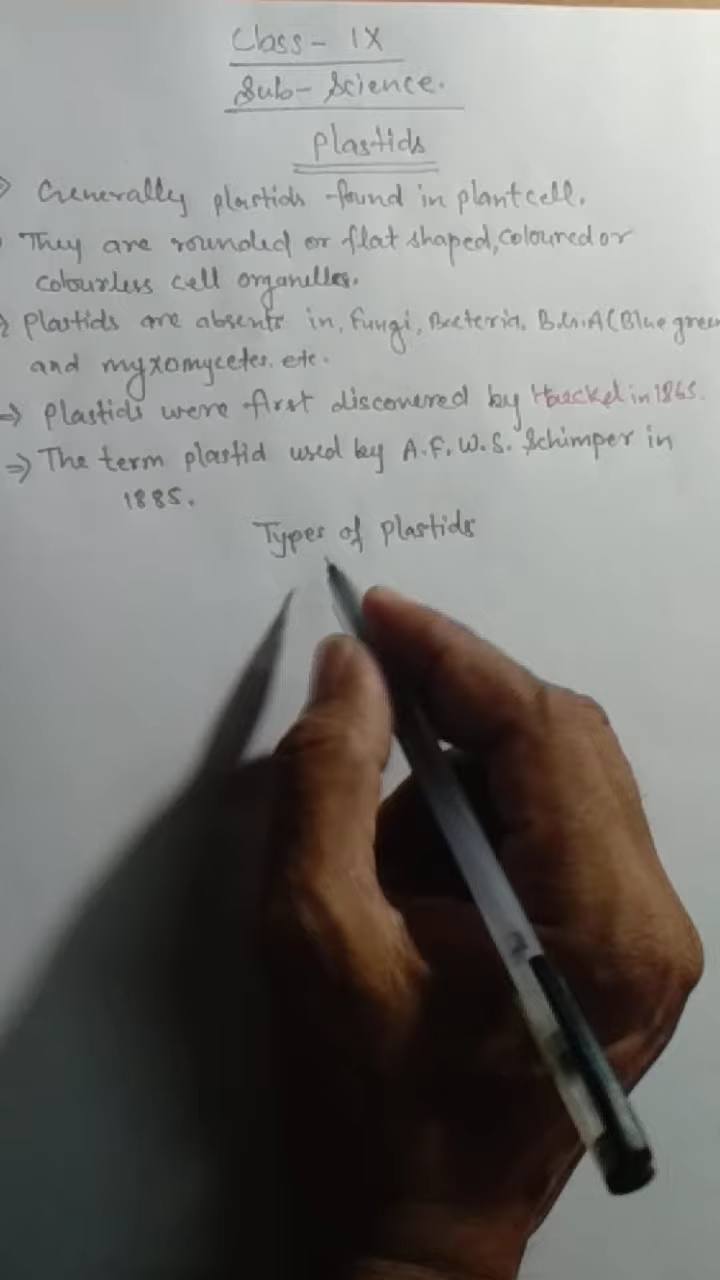 Class - IX
Sub - Science.
Plastids
Generally plastids found in plant cell.
They are rounded or flat shaped, coloured or
colourless cell organelles.
Plastids are absents in, Fungi, Bacteria, B.G.A (Blue green
and myxomycetes. etc.
⇒ Plastids were first discovered by Haeckel in 1865.
⇒ The term plastid used by A.F.W.S. Schimper in
1885.
Types of Plastids